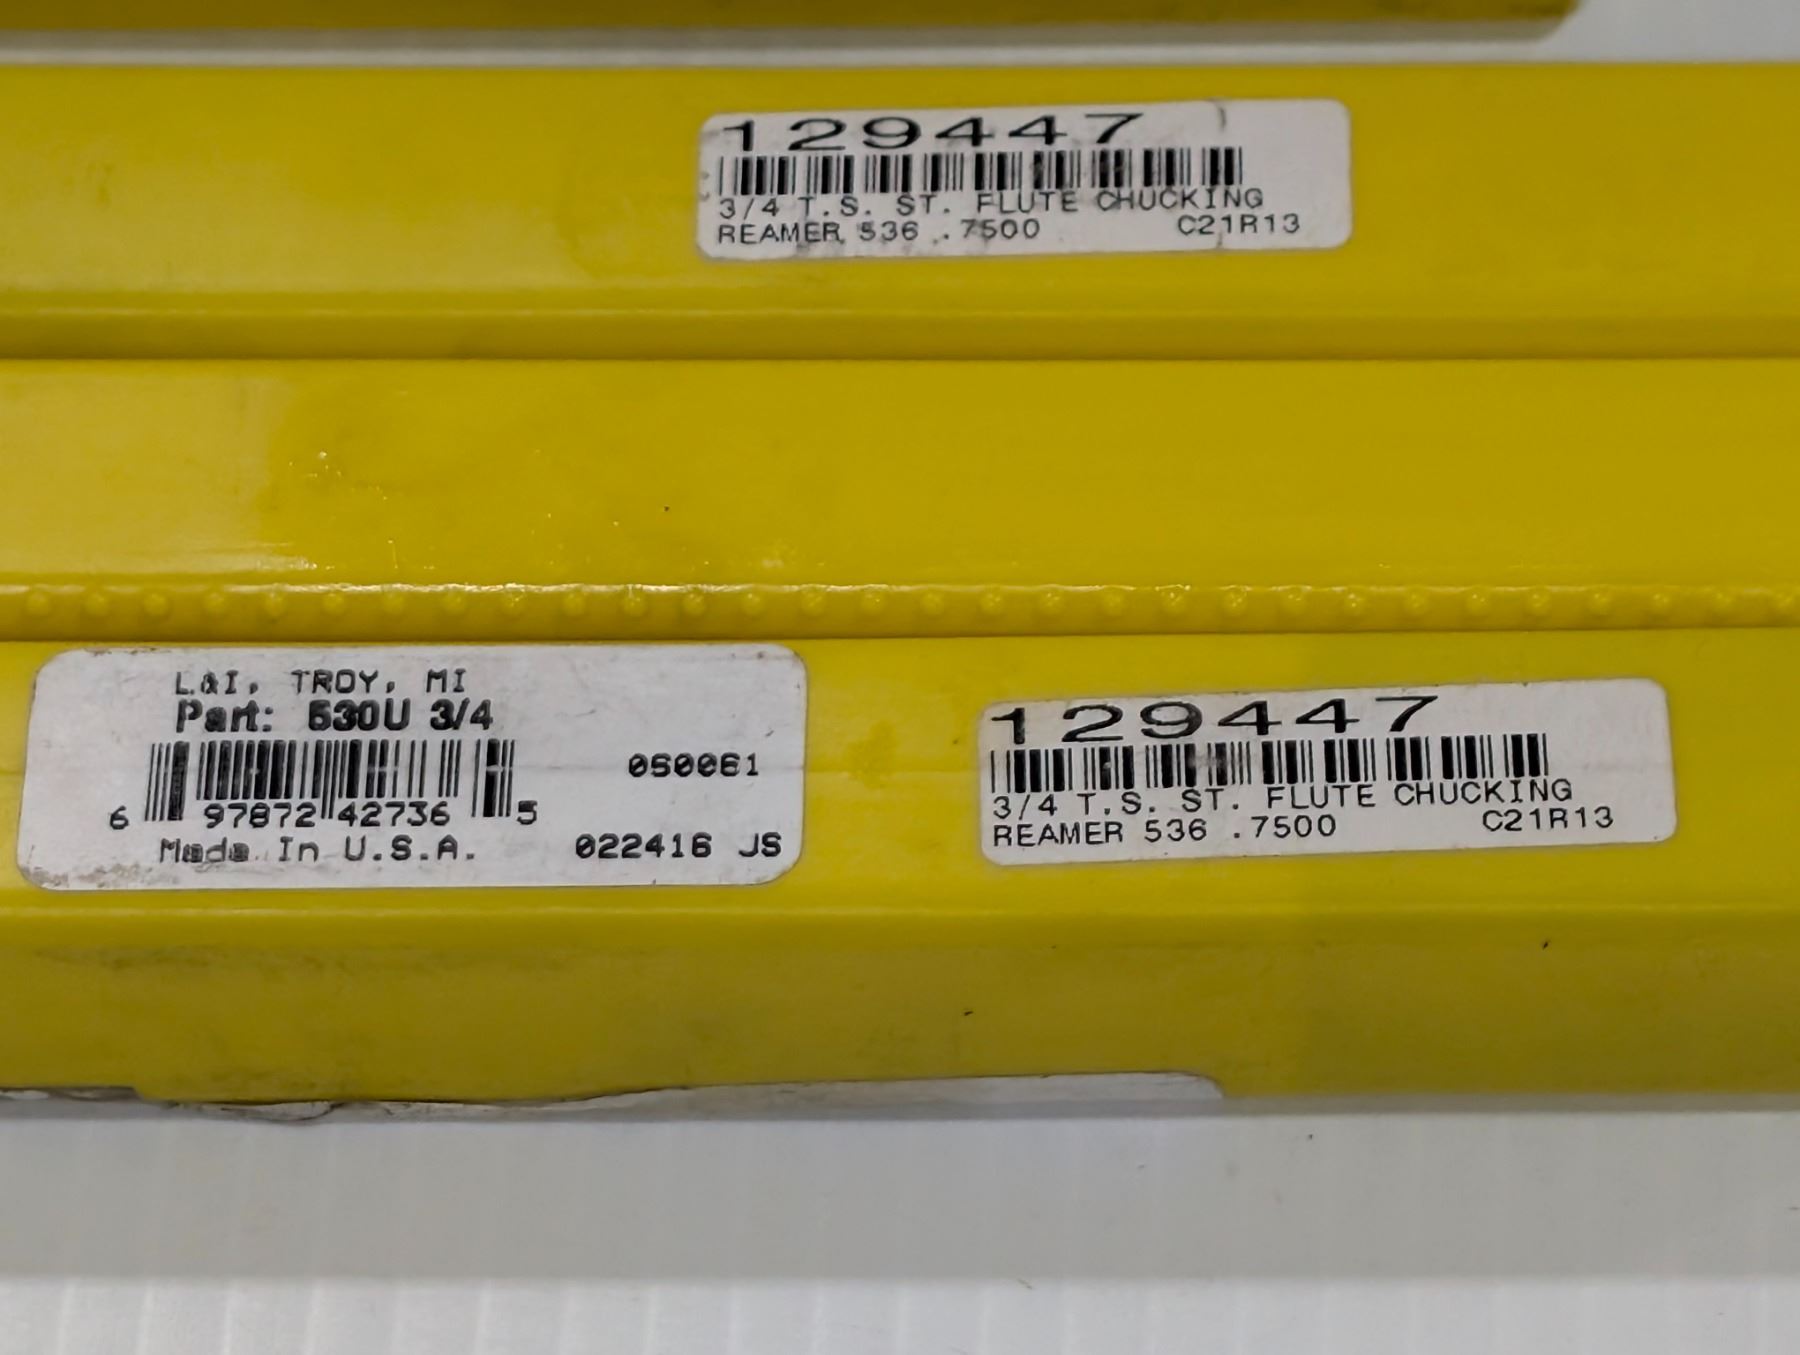 129447
3/4 T.S. ST. FLUTE CHUCKING
REAMER 536 .7500 C21R13
L&I, TROY, MI
Part: 530U 3/4
050061
6 97872 42736 5
Made In U.S.A. 022416 JS
129447
3/4 T.S. ST. FLUTE CHUCKING
REAMER 536 .7500 C21R13